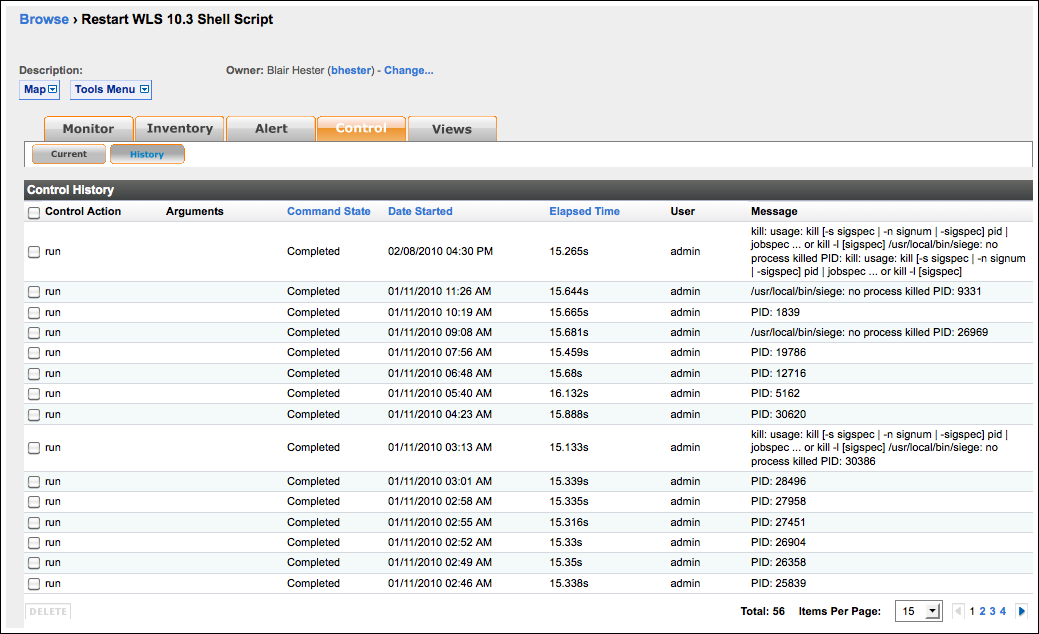 Browse › Restart WLS 10.3 Shell Script
Description: Owner: Blair Hester (bhester) - Change...
Map Tools Menu
Monitor Inventory Alert Control Views
Current History
Control History
Control Action Arguments Command State Date Started Elapsed Time User Message
run Completed 02/08/2010 04:30 PM 15.265s admin kill: usage: kill [-s sigspec | -n signum | -sigspec] pid |
jobspec ... or kill -l [sigspec] /usr/local/bin/siege: no
process killed PID: kill: usage: kill [-s sigspec | -n signum
| -sigspec] pid | jobspec ... or kill -l [sigspec]
run Completed 01/11/2010 11:26 AM 15.644s admin /usr/local/bin/siege: no process killed PID: 9331
run Completed 01/11/2010 10:19 AM 15.665s admin PID: 1839
run Completed 01/11/2010 09:08 AM 15.681s admin /usr/local/bin/siege: no process killed PID: 26969
run Completed 01/11/2010 07:56 AM 15.459s admin PID: 19786
run Completed 01/11/2010 06:48 AM 15.68s admin PID: 12716
run Completed 01/11/2010 05:40 AM 16.132s admin PID: 5162
run Completed 01/11/2010 04:23 AM 15.888s admin PID: 30620
run Completed 01/11/2010 03:13 AM 15.133s admin kill: usage: kill [-s sigspec | -n signum | -sigspec] pid |
jobspec ... or kill -l [sigspec] /usr/local/bin/siege: no
process killed PID: 30386
run Completed 01/11/2010 03:01 AM 15.339s admin PID: 28496
run Completed 01/11/2010 02:58 AM 15.335s admin PID: 27958
run Completed 01/11/2010 02:55 AM 15.316s admin PID: 27451
run Completed 01/11/2010 02:52 AM 15.33s admin PID: 26904
run Completed 01/11/2010 02:49 AM 15.35s admin PID: 26358
run Completed 01/11/2010 02:46 AM 15.338s admin PID: 25839
DELETE Total: 56 Items Per Page: 15 1 2 3 4